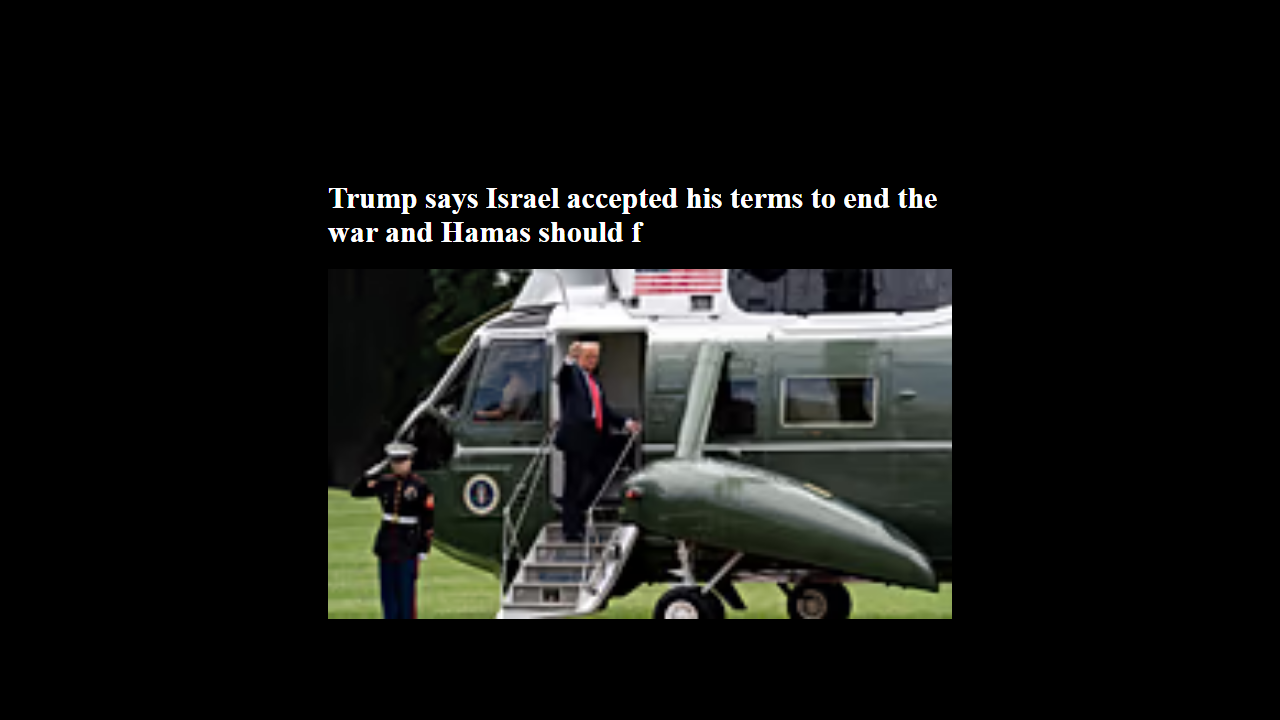 Trump says Israel accepted his terms to end the
war and Hamas should f